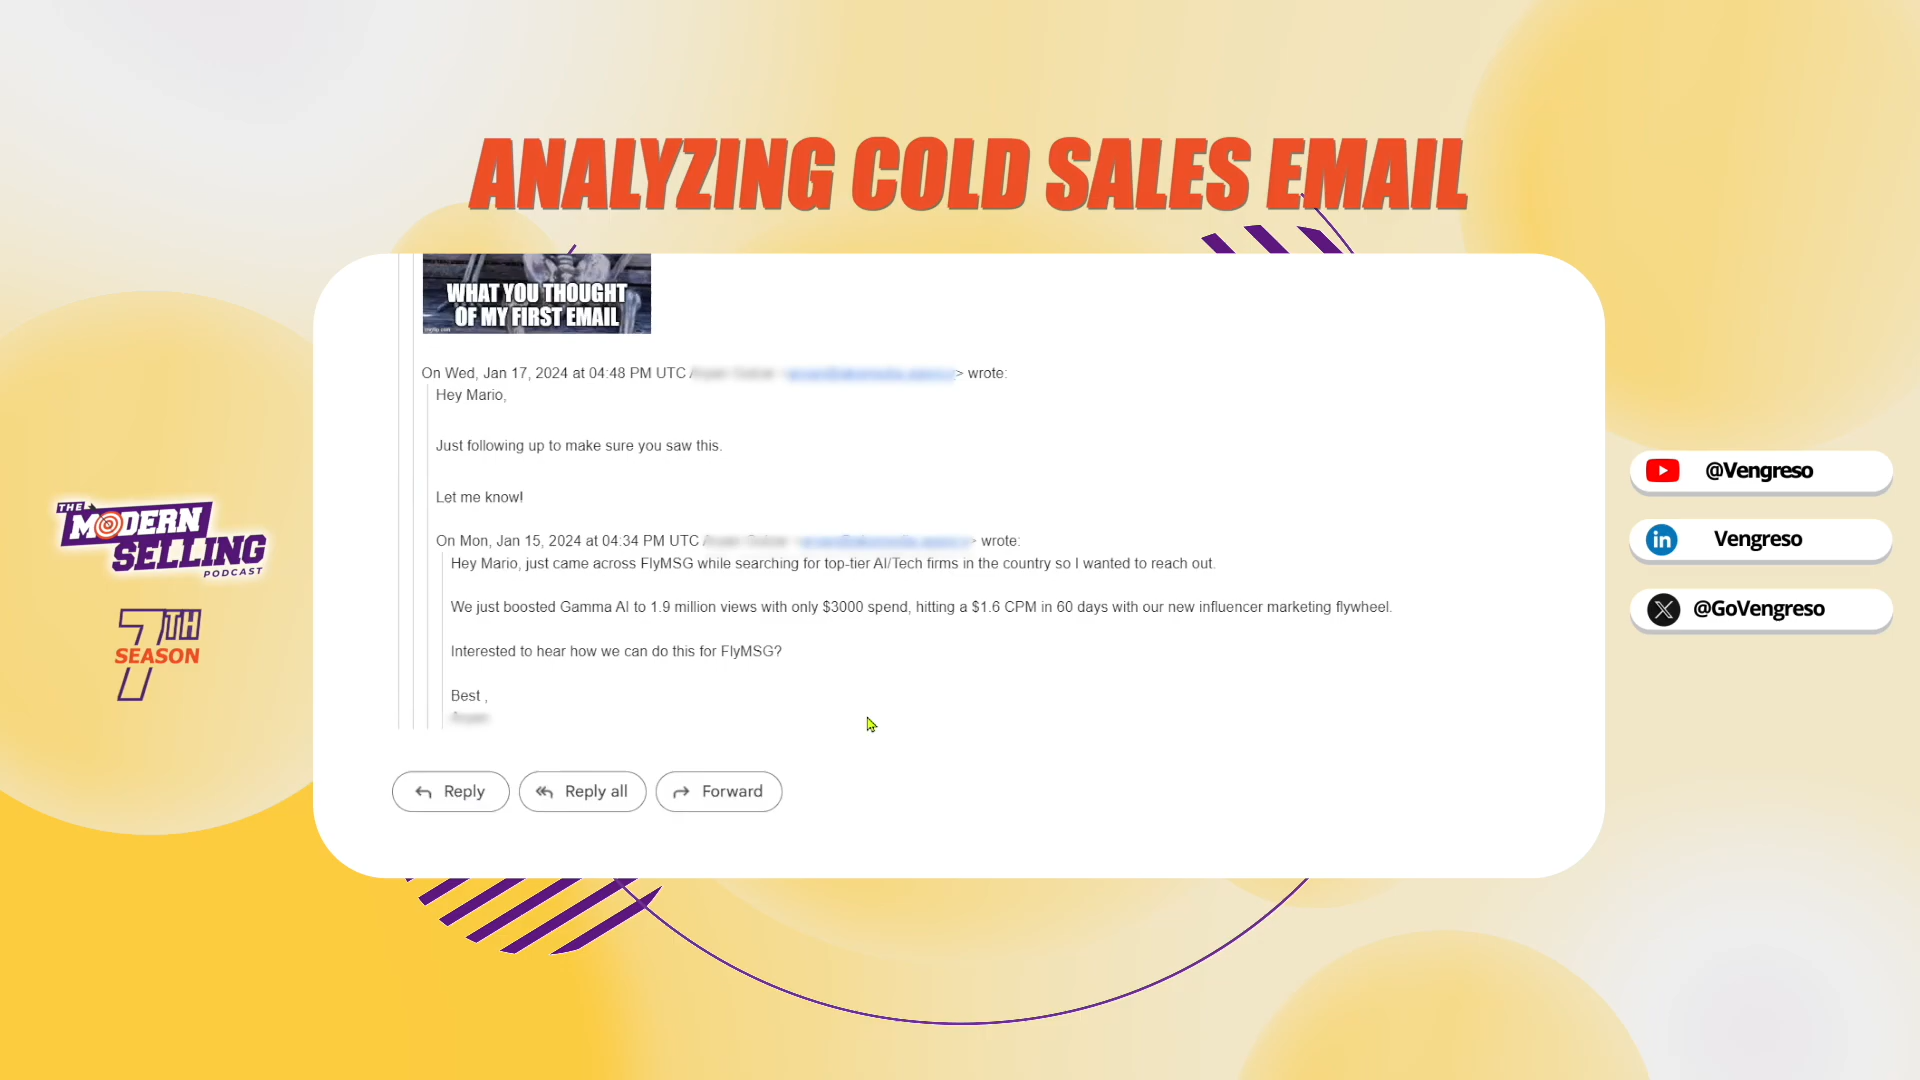 ANALYZING COLD SALES EMAIL
WHAT YOU THOUGHT
OF MY FIRST EMAIL
On Wed, Jan 17, 2024 at 04:48 PM UTC > wrote:
Hey Mario,
Just following up to make sure you saw this.
Let me know!
On Mon, Jan 15, 2024 at 04:34 PM UTC > wrote:
Hey Mario, just came across FlyMSG while searching for top-tier AI/Tech firms in the country so I wanted to reach out.
We just boosted Gamma AI to 1.9 million views with only $3000 spend, hitting a $1.6 CPM in 60 days with our new influencer marketing flywheel.
Interested to hear how we can do this for FlyMSG?
Best ,
Reply Reply all Forward
THE
MODERN
SELLING
PODCAST
7TH
SEASON
@Vengreso
in Vengreso
X @GoVengreso